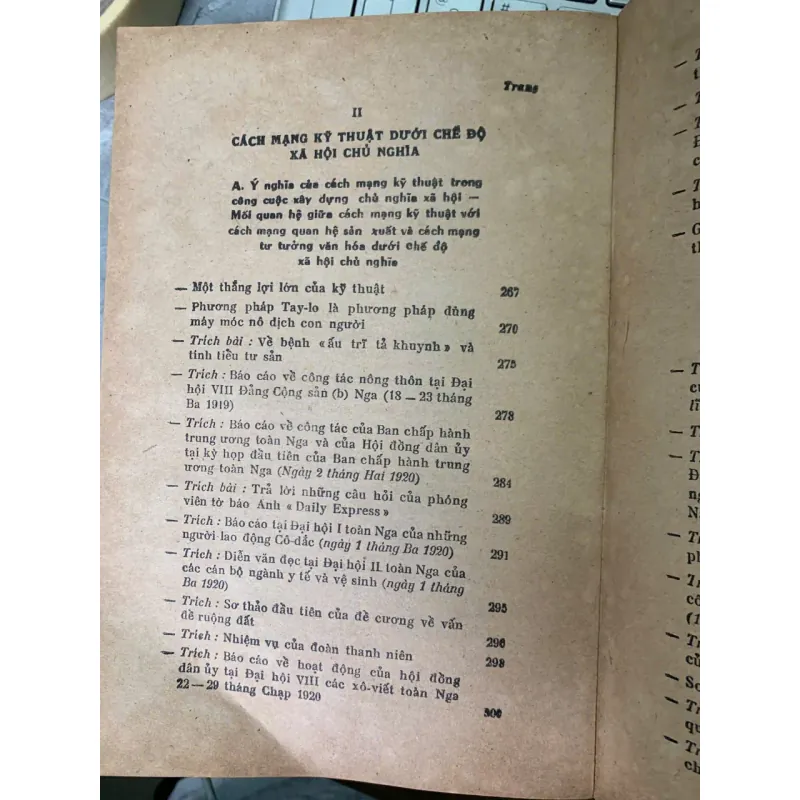 Trang
II
CÁCH MẠNG KỸ THUẬT DƯỚI CHẾ ĐỘ
XÃ HỘI CHỦ NGHĨA
A. Ý nghĩa của cách mạng kỹ thuật trong
công cuộc xây dựng chủ nghĩa xã hội —
Mối quan hệ giữa cách mạng kỹ thuật với
cách mạng quan hệ sản xuất và cách mạng
tư tưởng văn hóa dưới chế độ
xã hội chủ nghĩa
— Một thắng lợi lớn của kỹ thuật 267
— Phương pháp Tay-lo là phương pháp dùng
máy móc nô dịch con người 270
— Trích bài : Về bệnh «ấu trĩ tả khuynh» và
tính tiểu tư sản 275
— Trích : Báo cáo về công tác nông thôn tại Đại
hội VIII Đảng Cộng sản (b) Nga (18 — 23 tháng
Ba 1919) 278
— Trích : Báo cáo về công tác của Ban chấp hành
trung ương toàn Nga và của Hội đồng dân ủy
tại kỳ họp đầu tiên của Ban chấp hành trung
ương toàn Nga (Ngày 2 tháng Hai 1920) 284
— Trích bài : Trả lời những câu hỏi của phóng
viên tờ báo Anh « Daily Express » 289
— Trích : Báo cáo tại Đại hội I toàn Nga của những
người lao động Cô-dắc (ngày 1 tháng Ba 1920) 291
— Trích : Diễn văn đọc tại Đại hội II toàn Nga của
các cán bộ ngành y tế và vệ sinh (ngày 1 tháng
Ba 1920) 295
— Trích : Sơ thảo đầu tiên của đề cương về vấn
đề ruộng đất 296
— Trích : Nhiệm vụ của đoàn thanh niên 298
— Trích : Báo cáo về hoạt động của hội đồng
dân ủy tại Đại hội VIII các xô-viết toàn Nga
22 — 29 tháng Chạp 1920 300